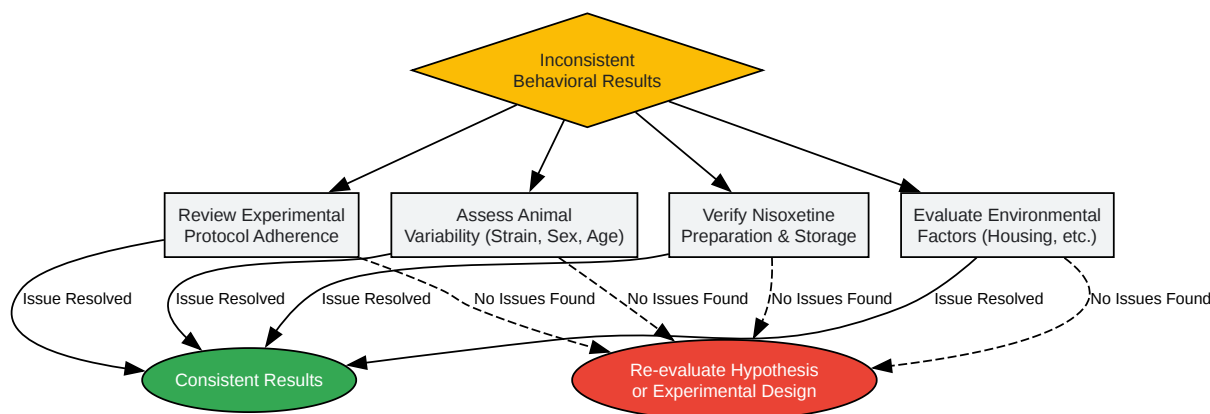 Inconsistent
Behavioral Results
Review Experimental
Protocol Adherence
Assess Animal
Variability (Strain, Sex, Age)
Verify Nisoxetine
Preparation & Storage
Evaluate Environmental
Factors (Housing, etc.)
Issue Resolved
Issue Resolved
Issue Resolved
No Issues Found
No Issues Found
No Issues Found
Issue Resolved
No Issues Found
Consistent Results
Re-evaluate Hypothesis
or Experimental Design